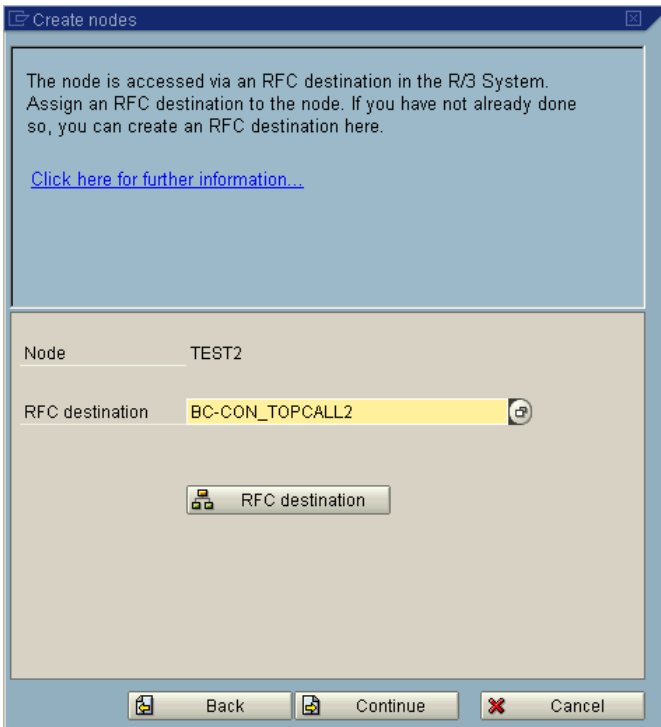 Create nodes
The node is accessed via an RFC destination in the R/3 System.
Assign an RFC destination to the node. If you have not already done
so, you can create an RFC destination here.
Click here for further information...
Node TEST2
RFC destination BC-CON_TOPCALL2
RFC destination
Back Continue Cancel